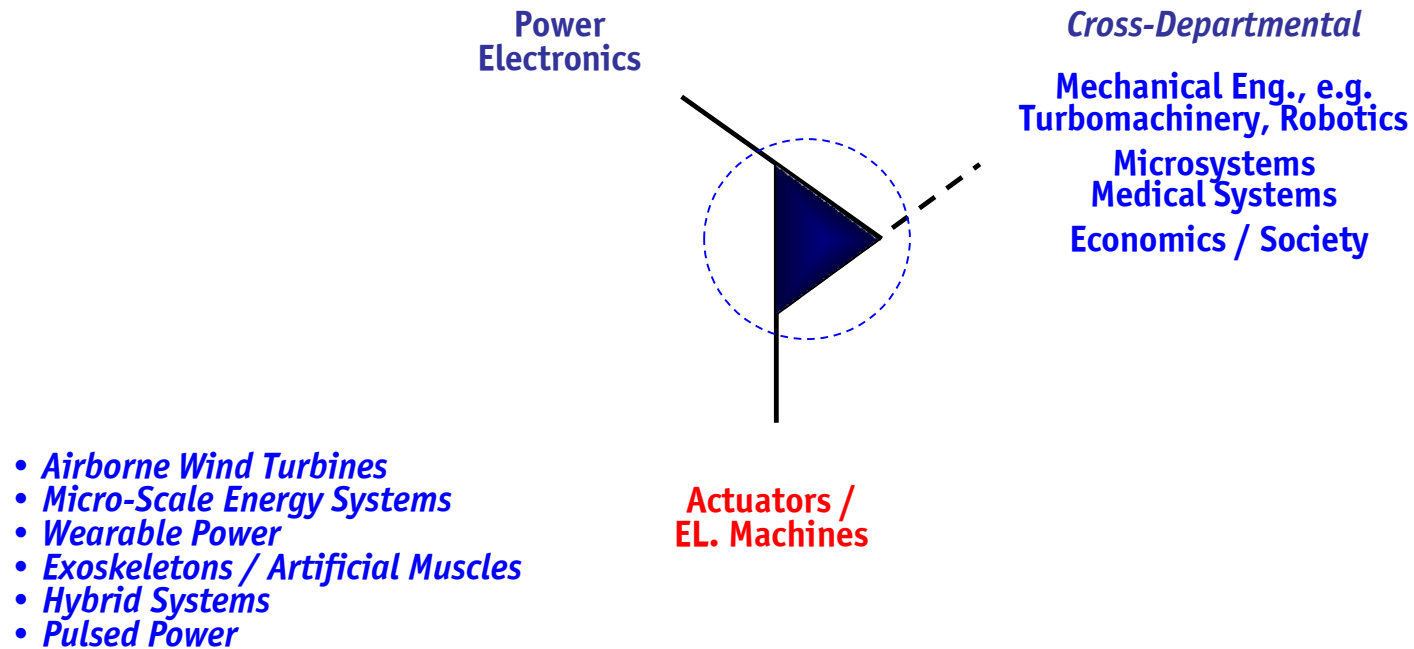 Power
Electronics
Cross-Departmental
Mechanical Eng., e.g.
Turbomachinery, Robotics
Microsystems
Medical Systems
Economics / Society
• Airborne Wind Turbines
• Micro-Scale Energy Systems
• Wearable Power
• Exoskeletons / Artificial Muscles
• Hybrid Systems
• Pulsed Power
Actuators /
EL. Machines